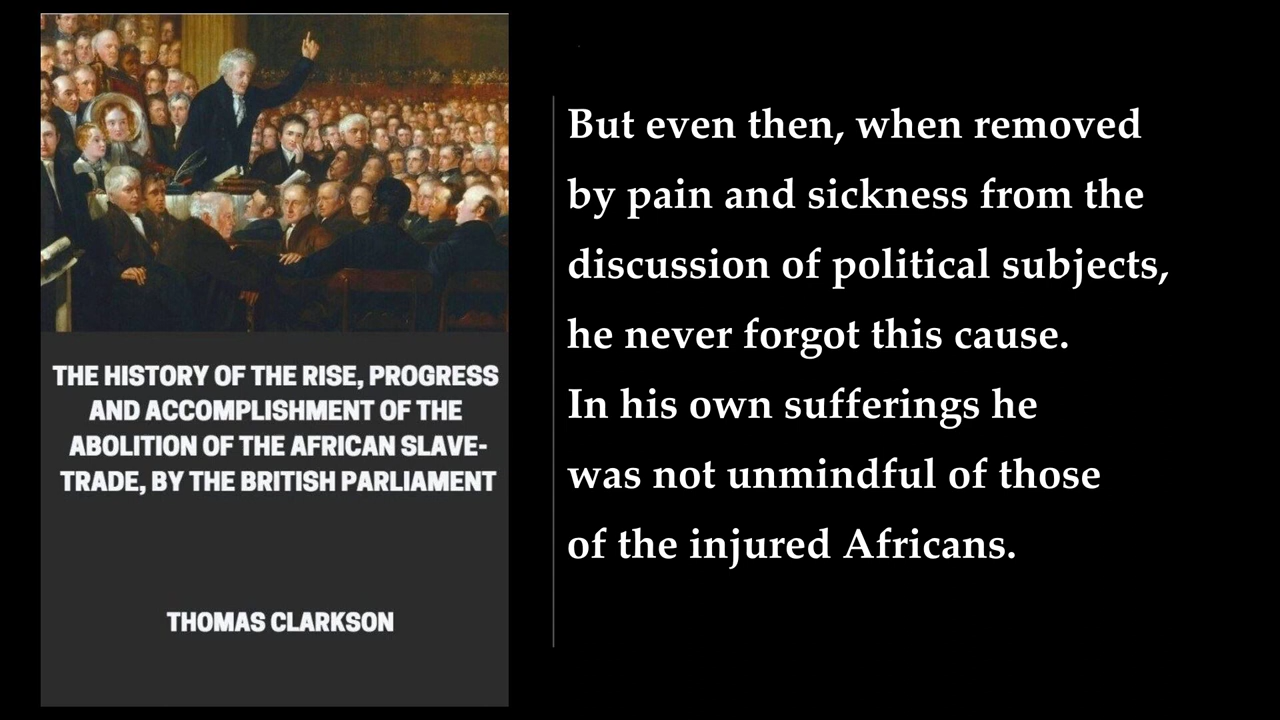 THE HISTORY OF THE RISE, PROGRESS
AND ACCOMPLISHMENT OF THE
ABOLITION OF THE AFRICAN SLAVE-
TRADE, BY THE BRITISH PARLIAMENT
THOMAS CLARKSON
But even then, when removed
by pain and sickness from the
discussion of political subjects,
he never forgot this cause.
In his own sufferings he
was not unmindful of those
of the injured Africans.